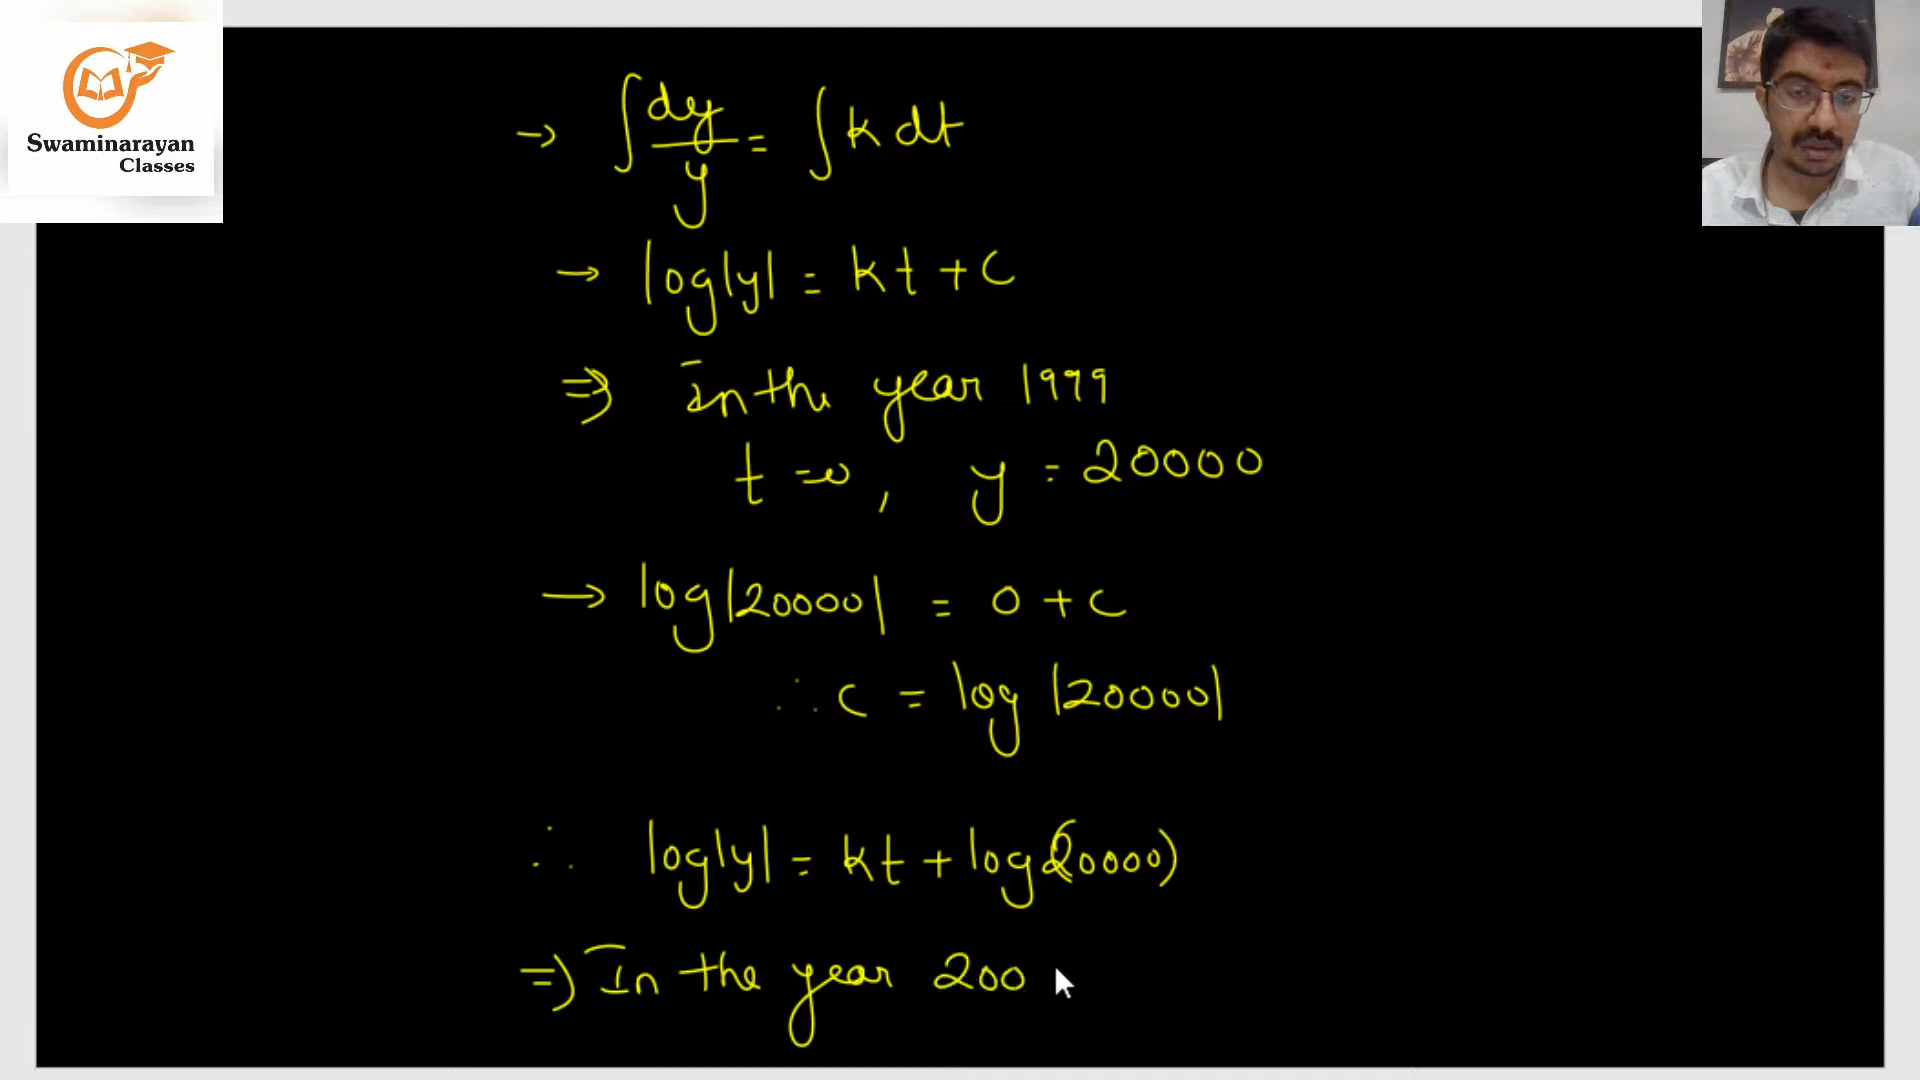 Swaminarayan
Classes
→ ∫ dy/y = ∫ k dt
→ log|y| = kt + c
⇒ In the year 1999
t = 0 , y = 20000
→ log|20000| = 0 + c
∴ c = log |20000|
∴ log|y| = kt + log(20000)
⇒ In the year 200